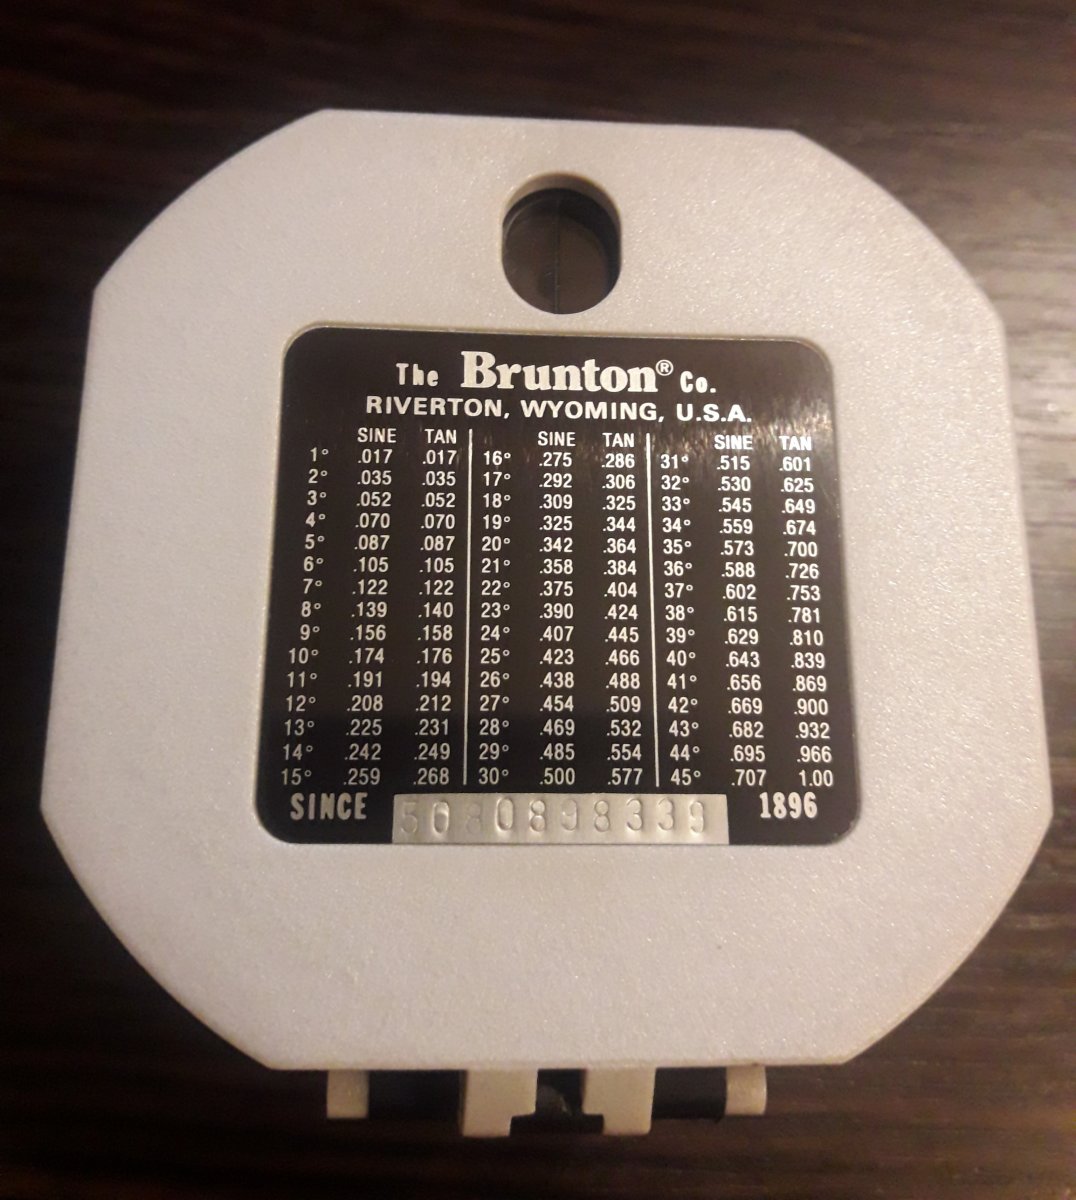 The Brunton® Co.
RIVERTON, WYOMING, U.S.A.
SINE TAN SINE TAN SINE TAN
1° .017 .017 16° .275 .286 31° .515 .601
2° .035 .035 17° .292 .306 32° .530 .625
3° .052 .052 18° .309 .325 33° .545 .649
4° .070 .070 19° .325 .344 34° .559 .674
5° .087 .087 20° .342 .364 35° .573 .700
6° .105 .105 21° .358 .384 36° .588 .726
7° .122 .122 22° .375 .404 37° .602 .753
8° .139 .140 23° .390 .424 38° .615 .781
9° .156 .158 24° .407 .445 39° .629 .810
10° .174 .176 25° .423 .466 40° .643 .839
11° .191 .194 26° .438 .488 41° .656 .869
12° .208 .212 27° .454 .509 42° .669 .900
13° .225 .231 28° .469 .532 43° .682 .932
14° .242 .249 29° .485 .554 44° .695 .966
15° .259 .268 30° .500 .577 45° .707 1.00
SINCE 1896